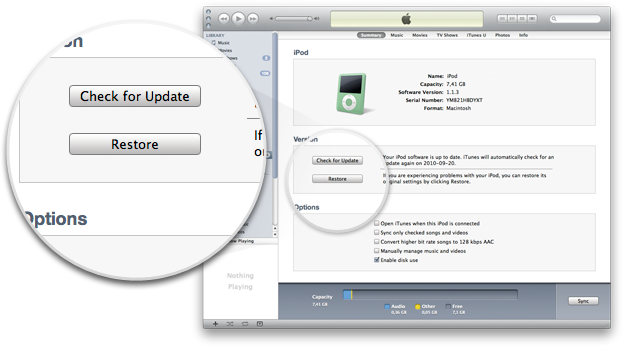 on
Check for Update
Restore
If
or
Options
LIBRARY
Music
Movies
Shows
Now Playing
Nothing
Playing
Summary Music Movies TV Shows iTunes U Photos Info
iPod
Name: iPod
Capacity: 7,41 GB
Software Version: 1.1.3
Serial Number: YM821HBDYXT
Format: Macintosh
Version
Check for Update
Your iPod software is up to date. iTunes will automatically check for an
update again on 2010-09-20.
Restore
If you are experiencing problems with your iPod, you can restore its
original settings by clicking Restore.
Options
Open iTunes when this iPod is connected
Sync only checked songs and videos
Convert higher bit rate songs to 128 kbps AAC
Manually manage music and videos
Enable disk use
Capacity
7,41 GB
Audio
0,36 GB
Other
0,05 GB
Free
7,1 GB
Sync